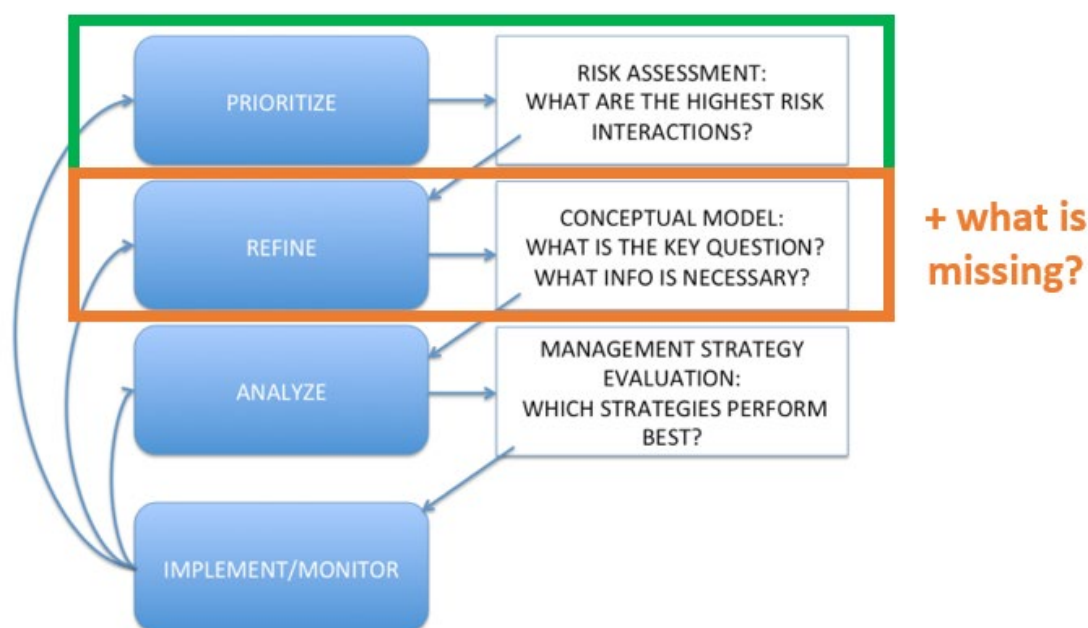 PRIORITIZE
RISK ASSESSMENT:
WHAT ARE THE HIGHEST RISK
INTERACTIONS?
REFINE
CONCEPTUAL MODEL:
WHAT IS THE KEY QUESTION?
WHAT INFO IS NECESSARY?
+ what is
missing?
ANALYZE
MANAGEMENT STRATEGY
EVALUATION:
WHICH STRATEGIES PERFORM
BEST?
IMPLEMENT/MONITOR